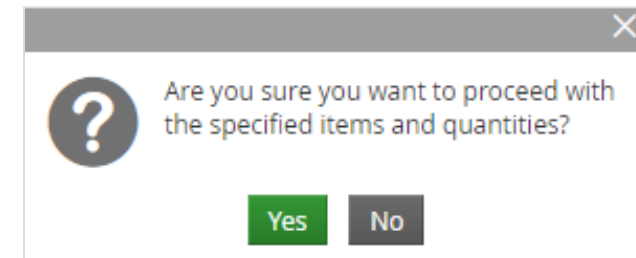 Are you sure you want to proceed with
the specified items and quantities?
Yes No